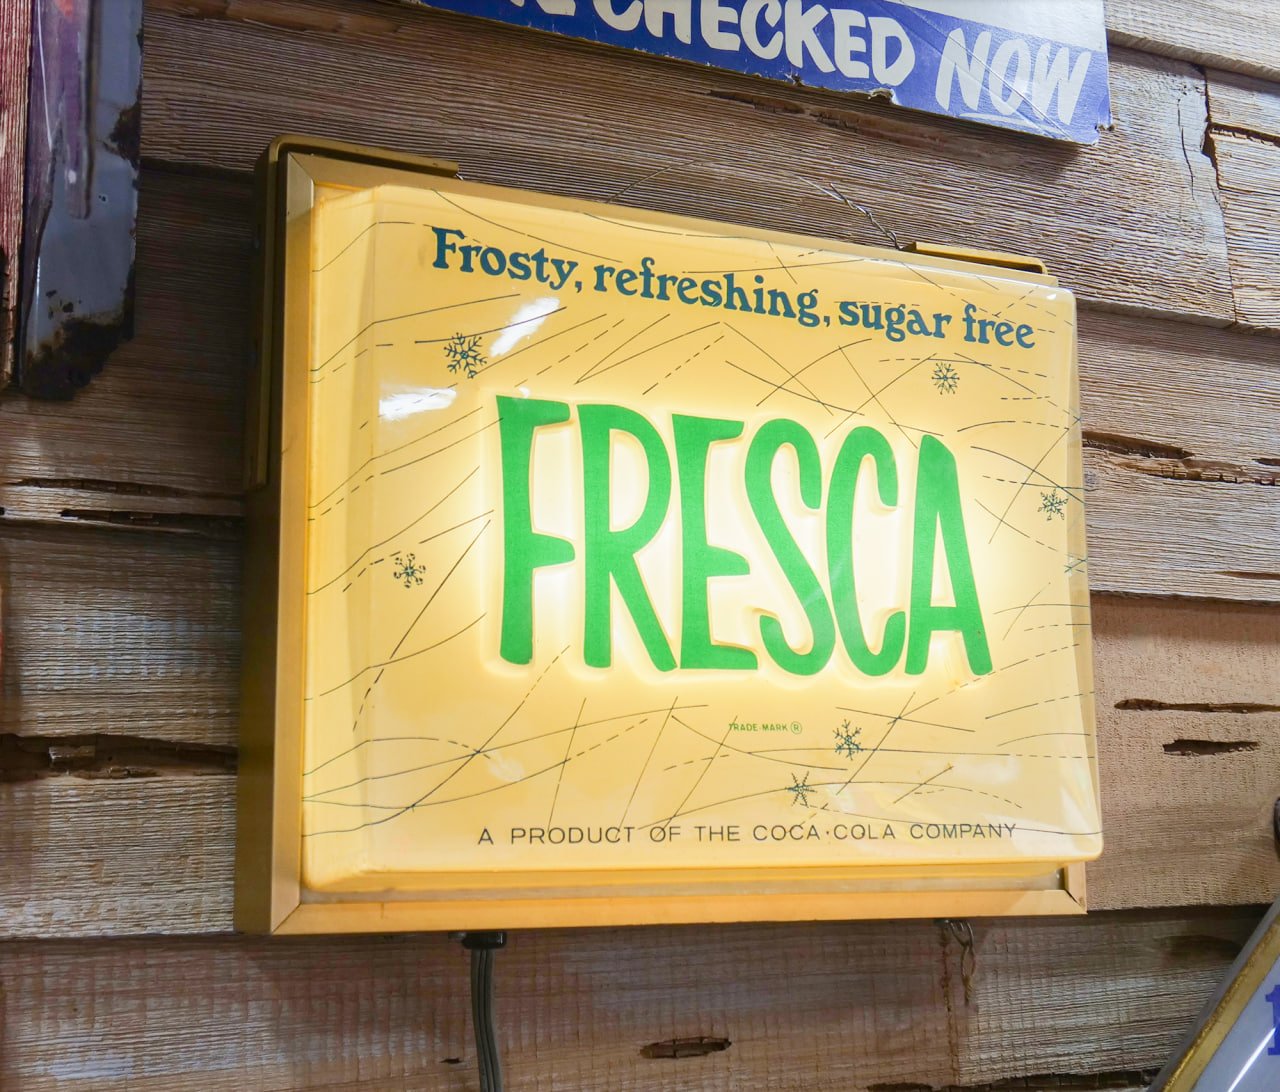 CHECKED NOW
Frosty, refreshing, sugar free
FRESCA
TRADE-MARK ®
A PRODUCT OF THE COCA·COLA COMPANY